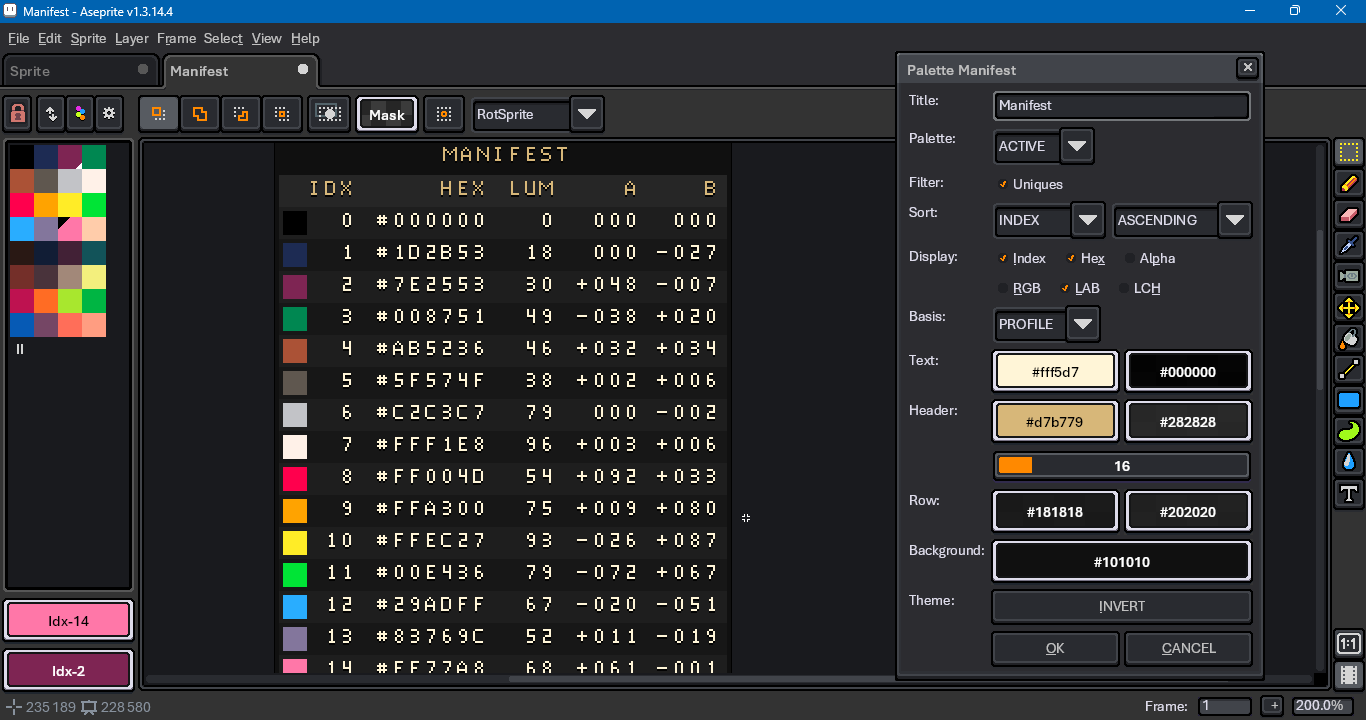 Manifest - Aseprite v1.3.14.4
File Edit Sprite Layer Frame Select View Help
Sprite
Manifest
Mask
RotSprite
MANIFEST
IDX HEX LUM A B
0 #000000 0 000 000
1 #1D2B53 18 000 -027
2 #7E2553 30 +048 -007
3 #008751 49 -038 +020
4 #AB5236 46 +032 +034
5 #5F574F 38 +002 +006
6 #C2C3C7 79 000 -002
7 #FFF1E8 96 +003 +006
8 #FF004D 54 +092 +033
9 #FFA300 75 +009 +080
10 #FFEC27 93 -026 +087
11 #00E436 79 -072 +067
12 #29ADFF 67 -020 -051
13 #83769C 52 +011 -019
14 #FF77A8 68 +061 -001
Idx-14
Idx-2
Palette Manifest
Title: Manifest
Palette: ACTIVE
Filter: Uniques
Sort: INDEX ASCENDING
Display: Index Hex Alpha
RGB LAB LCH
Basis: PROFILE
Text: #fff5d7 #000000
Header: #d7b779 #282828
16
Row: #181818 #202020
Background: #101010
Theme: INVERT
OK CANCEL
T
1:1
235 189 228 580
Frame: 1 + 200.0%